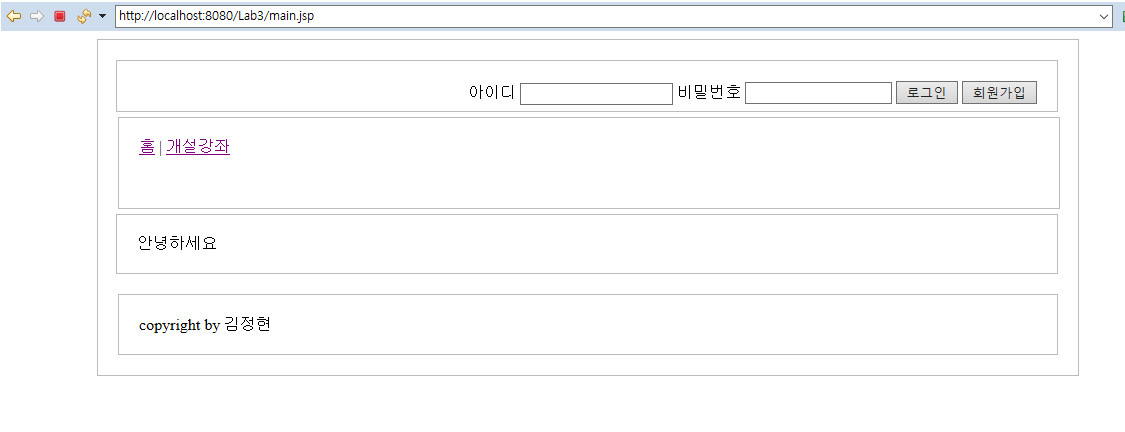 http://localhost:8080/Lab3/main.jsp
아이디 비밀번호 로그인 회원가입
홈 | 개설강좌
안녕하세요
copyright by 김정현